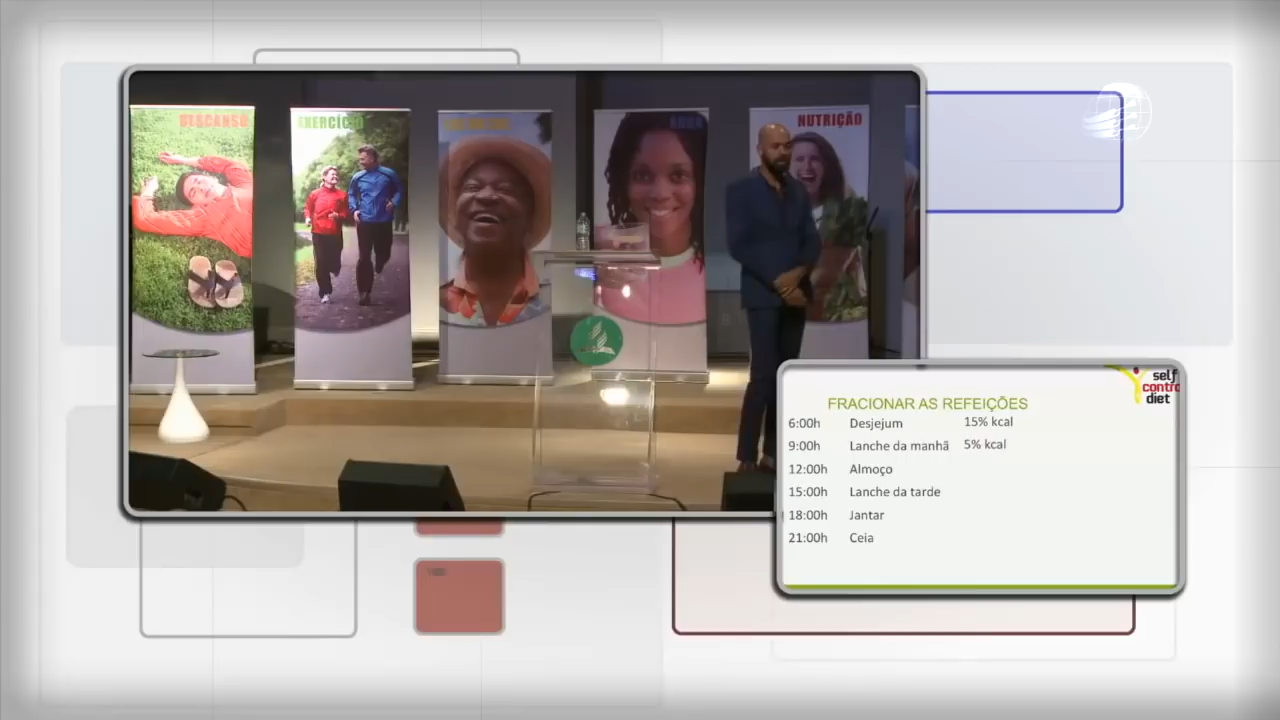 DESCANSO
EXERCÍCIO
NUTRIÇÃO
self
contro
diet
FRACIONAR AS REFEIÇÕES
6:00h Desjejum 15% kcal
9:00h Lanche da manhã 5% kcal
12:00h Almoço
15:00h Lanche da tarde
18:00h Jantar
21:00h Ceia